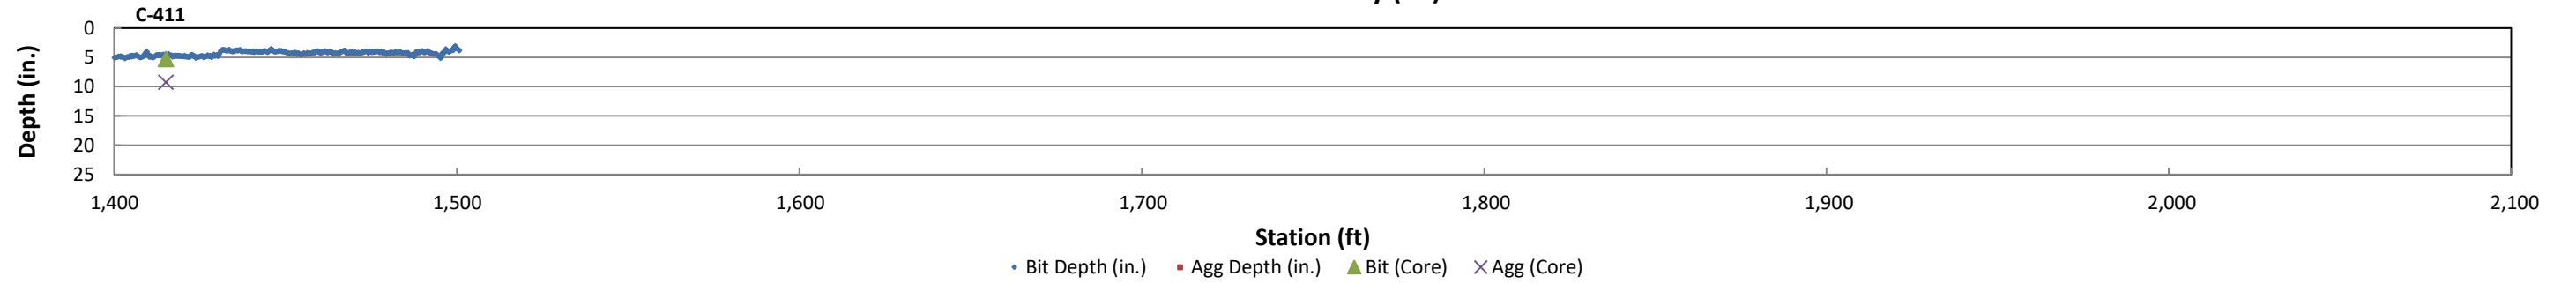 C-411
0
5
10
15
20
25
Depth (in.)
1,400 1,500 1,600 1,700 1,800 1,900 2,000 2,100
Station (ft)
Bit Depth (in.) Agg Depth (in.) Bit (Core) Agg (Core)